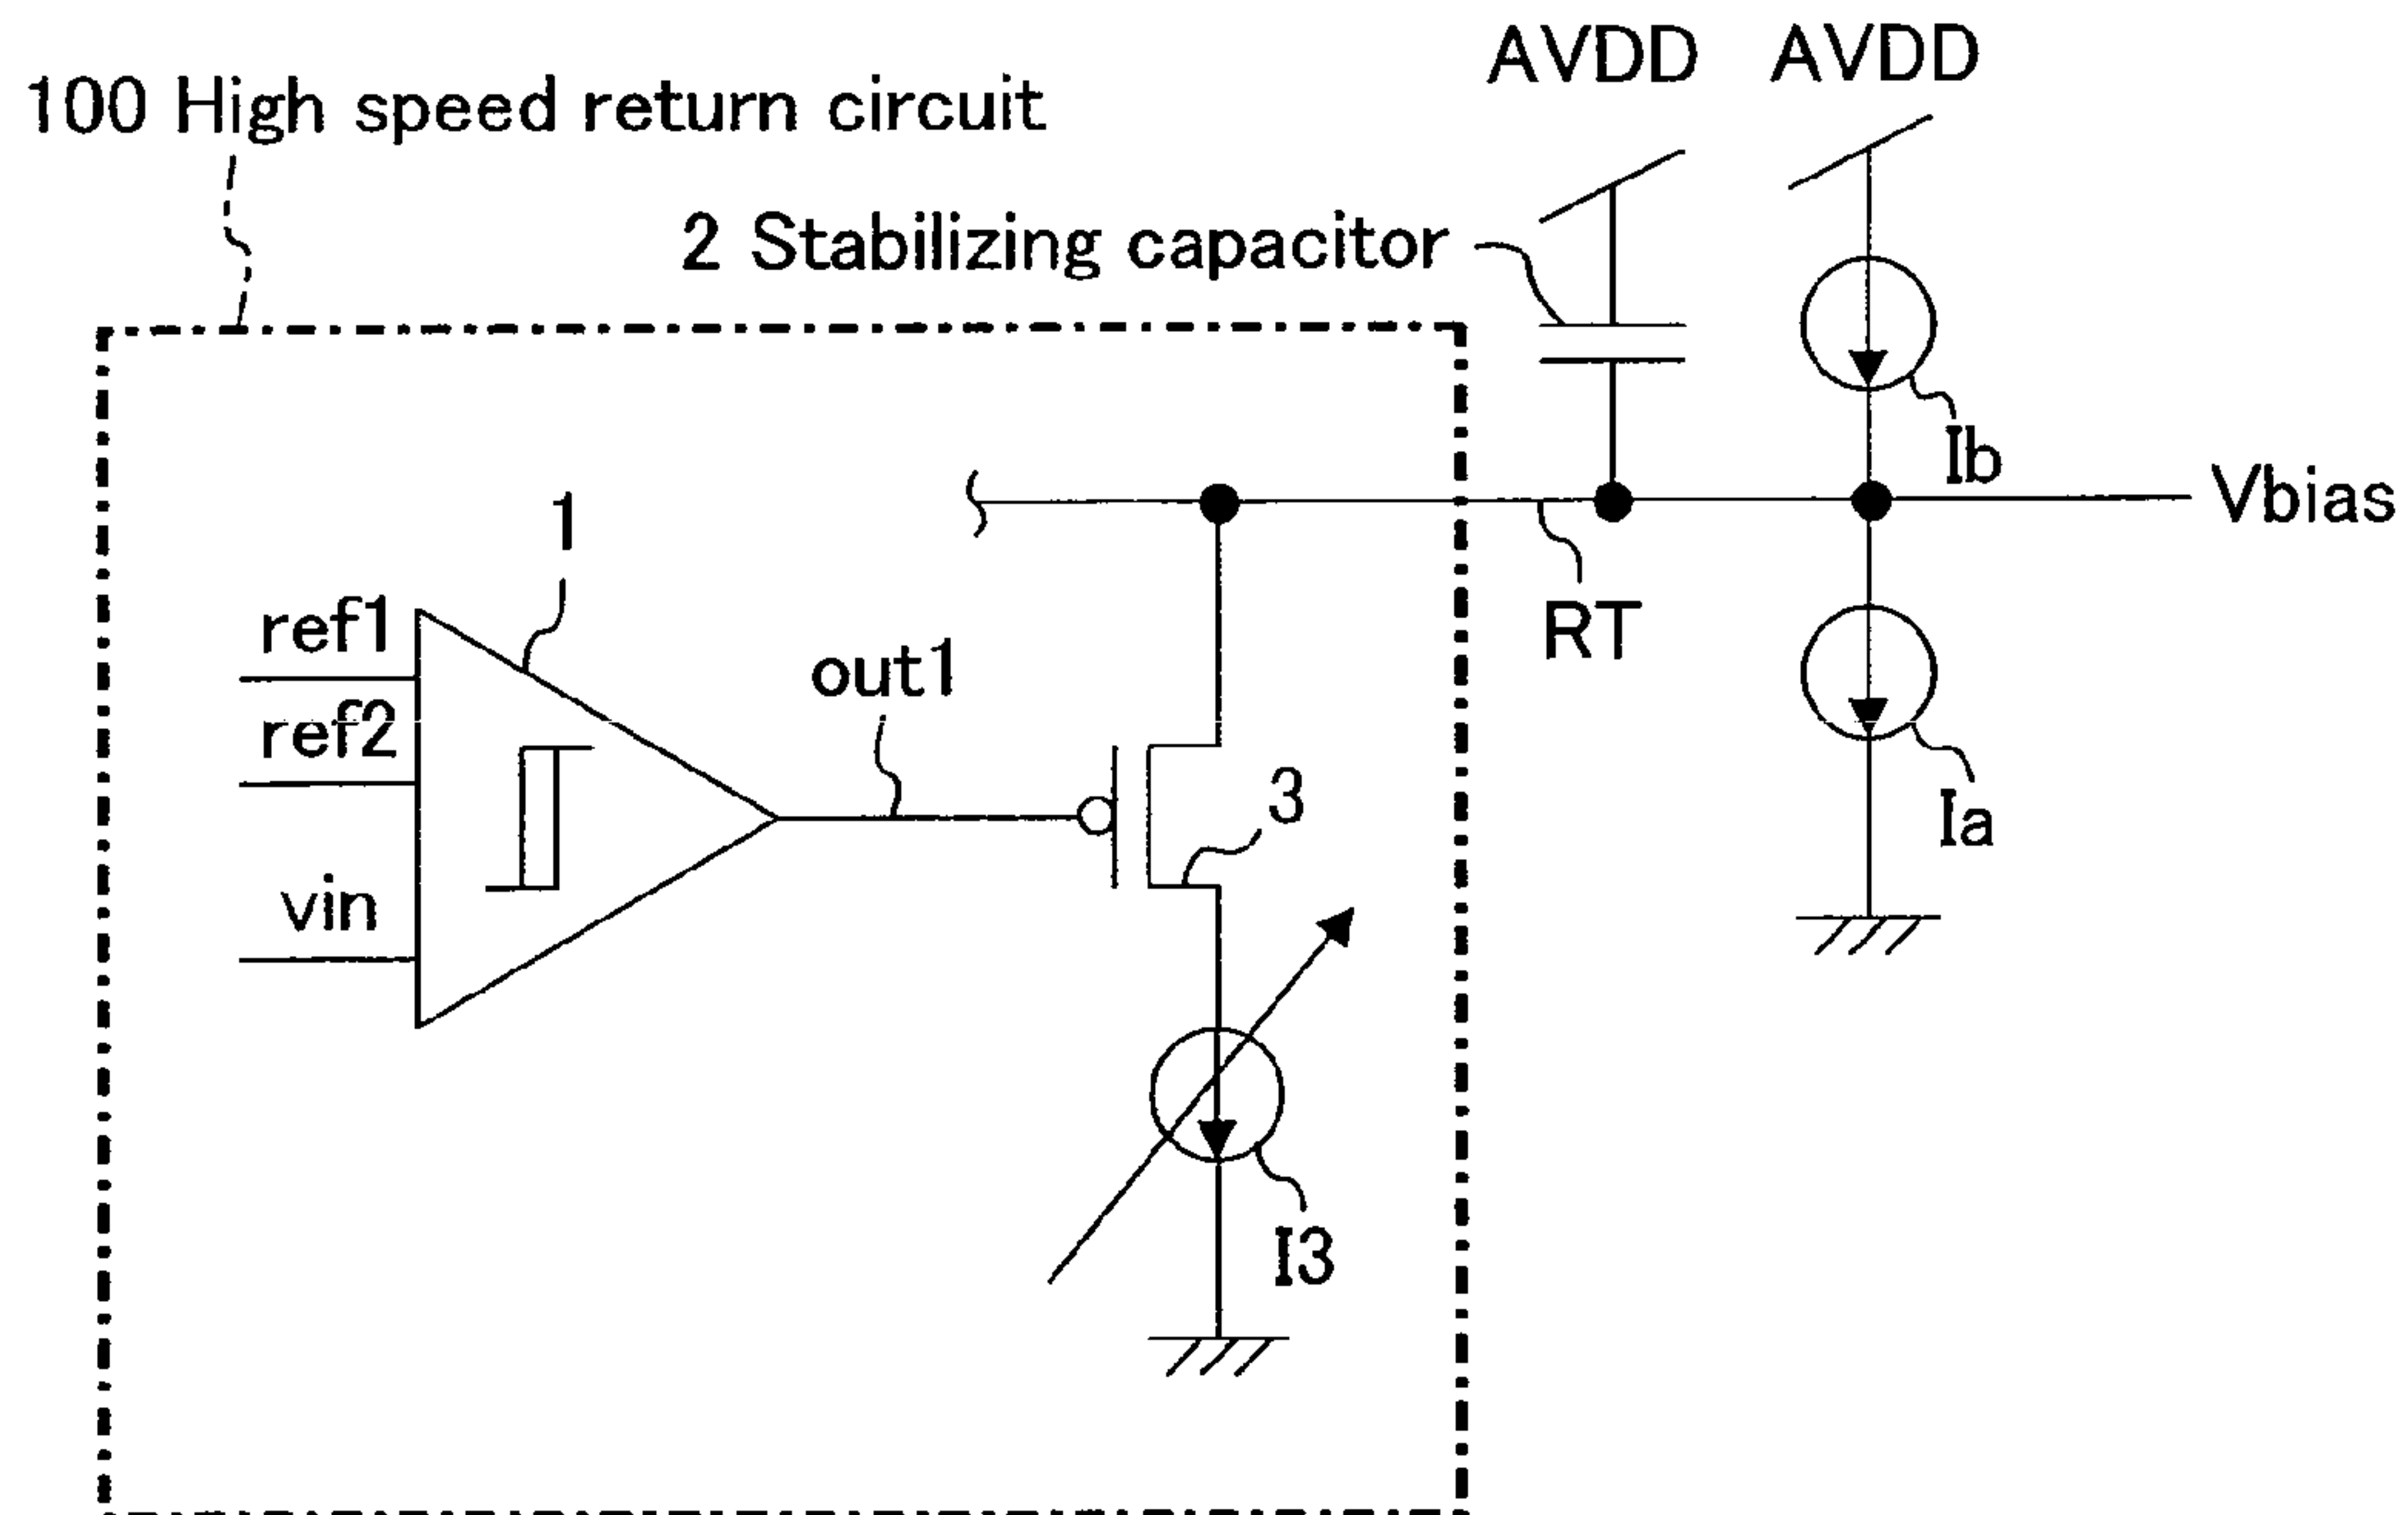 AVDD AVDD
100 High speed return circuit
2 Stabilizing capacitor
Ib
Vbias
1
RT
ref1
out1
ref2
3
Ia
vin
I3